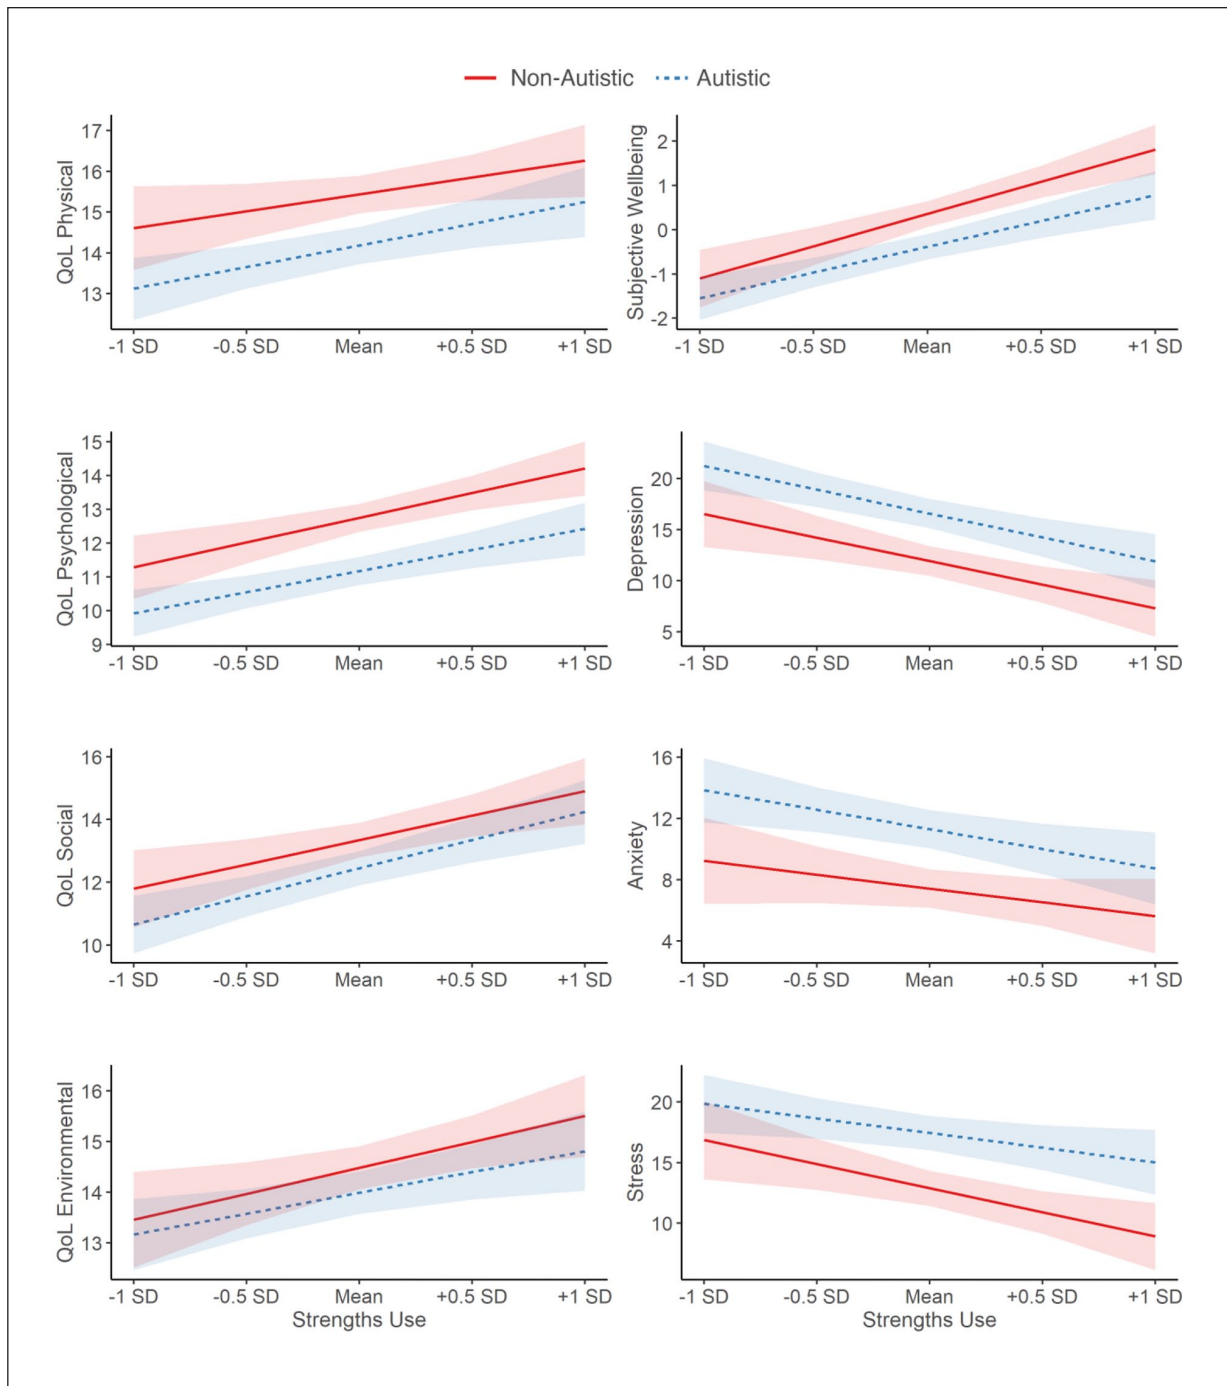 Non-Autistic Autistic
QoL Physical
17
16
15
14
13
-1 SD -0.5 SD Mean +0.5 SD +1 SD
Subjective Wellbeing
2
1
0
-1
-2
-1 SD -0.5 SD Mean +0.5 SD +1 SD
QoL Psychological
15
14
13
12
11
10
9
-1 SD -0.5 SD Mean +0.5 SD +1 SD
Depression
20
15
10
5
-1 SD -0.5 SD Mean +0.5 SD +1 SD
QoL Social
16
14
12
10
-1 SD -0.5 SD Mean +0.5 SD +1 SD
Anxiety
16
12
8
4
-1 SD -0.5 SD Mean +0.5 SD +1 SD
QoL Environmental
16
15
14
13
-1 SD -0.5 SD Mean +0.5 SD +1 SD
Strengths Use
Stress
20
15
10
-1 SD -0.5 SD Mean +0.5 SD +1 SD
Strengths Use